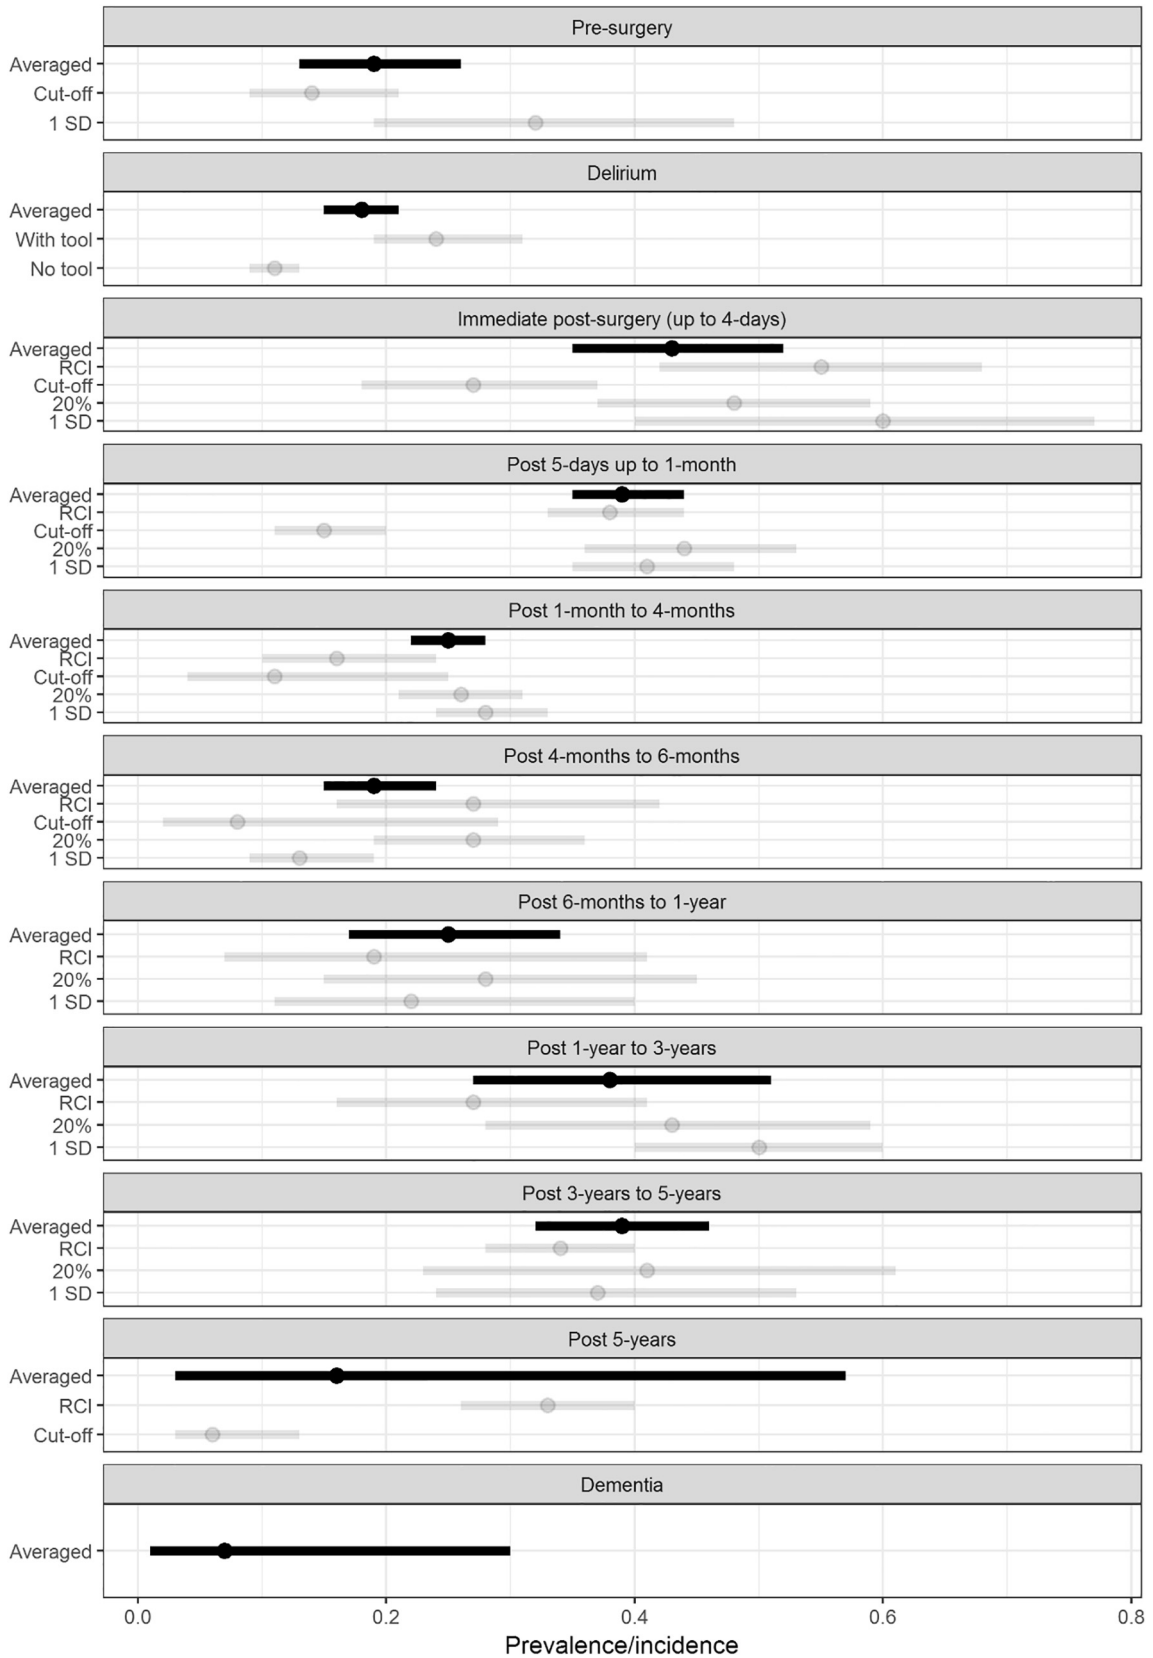 Pre-surgery
Averaged
Cut-off
1 SD
Delirium
Averaged
With tool
No tool
Immediate post-surgery (up to 4-days)
Averaged
RCI
Cut-off
20%
1 SD
Post 5-days up to 1-month
Averaged
RCI
Cut-off
20%
1 SD
Post 1-month to 4-months
Averaged
RCI
Cut-off
20%
1 SD
Post 4-months to 6-months
Averaged
RCI
Cut-off
20%
1 SD
Post 6-months to 1-year
Averaged
RCI
20%
1 SD
Post 1-year to 3-years
Averaged
RCI
20%
1 SD
Post 3-years to 5-years
Averaged
RCI
20%
1 SD
Post 5-years
Averaged
RCI
Cut-off
Dementia
Averaged
0.0 0.2 0.4 0.6 0.8
Prevalence/incidence